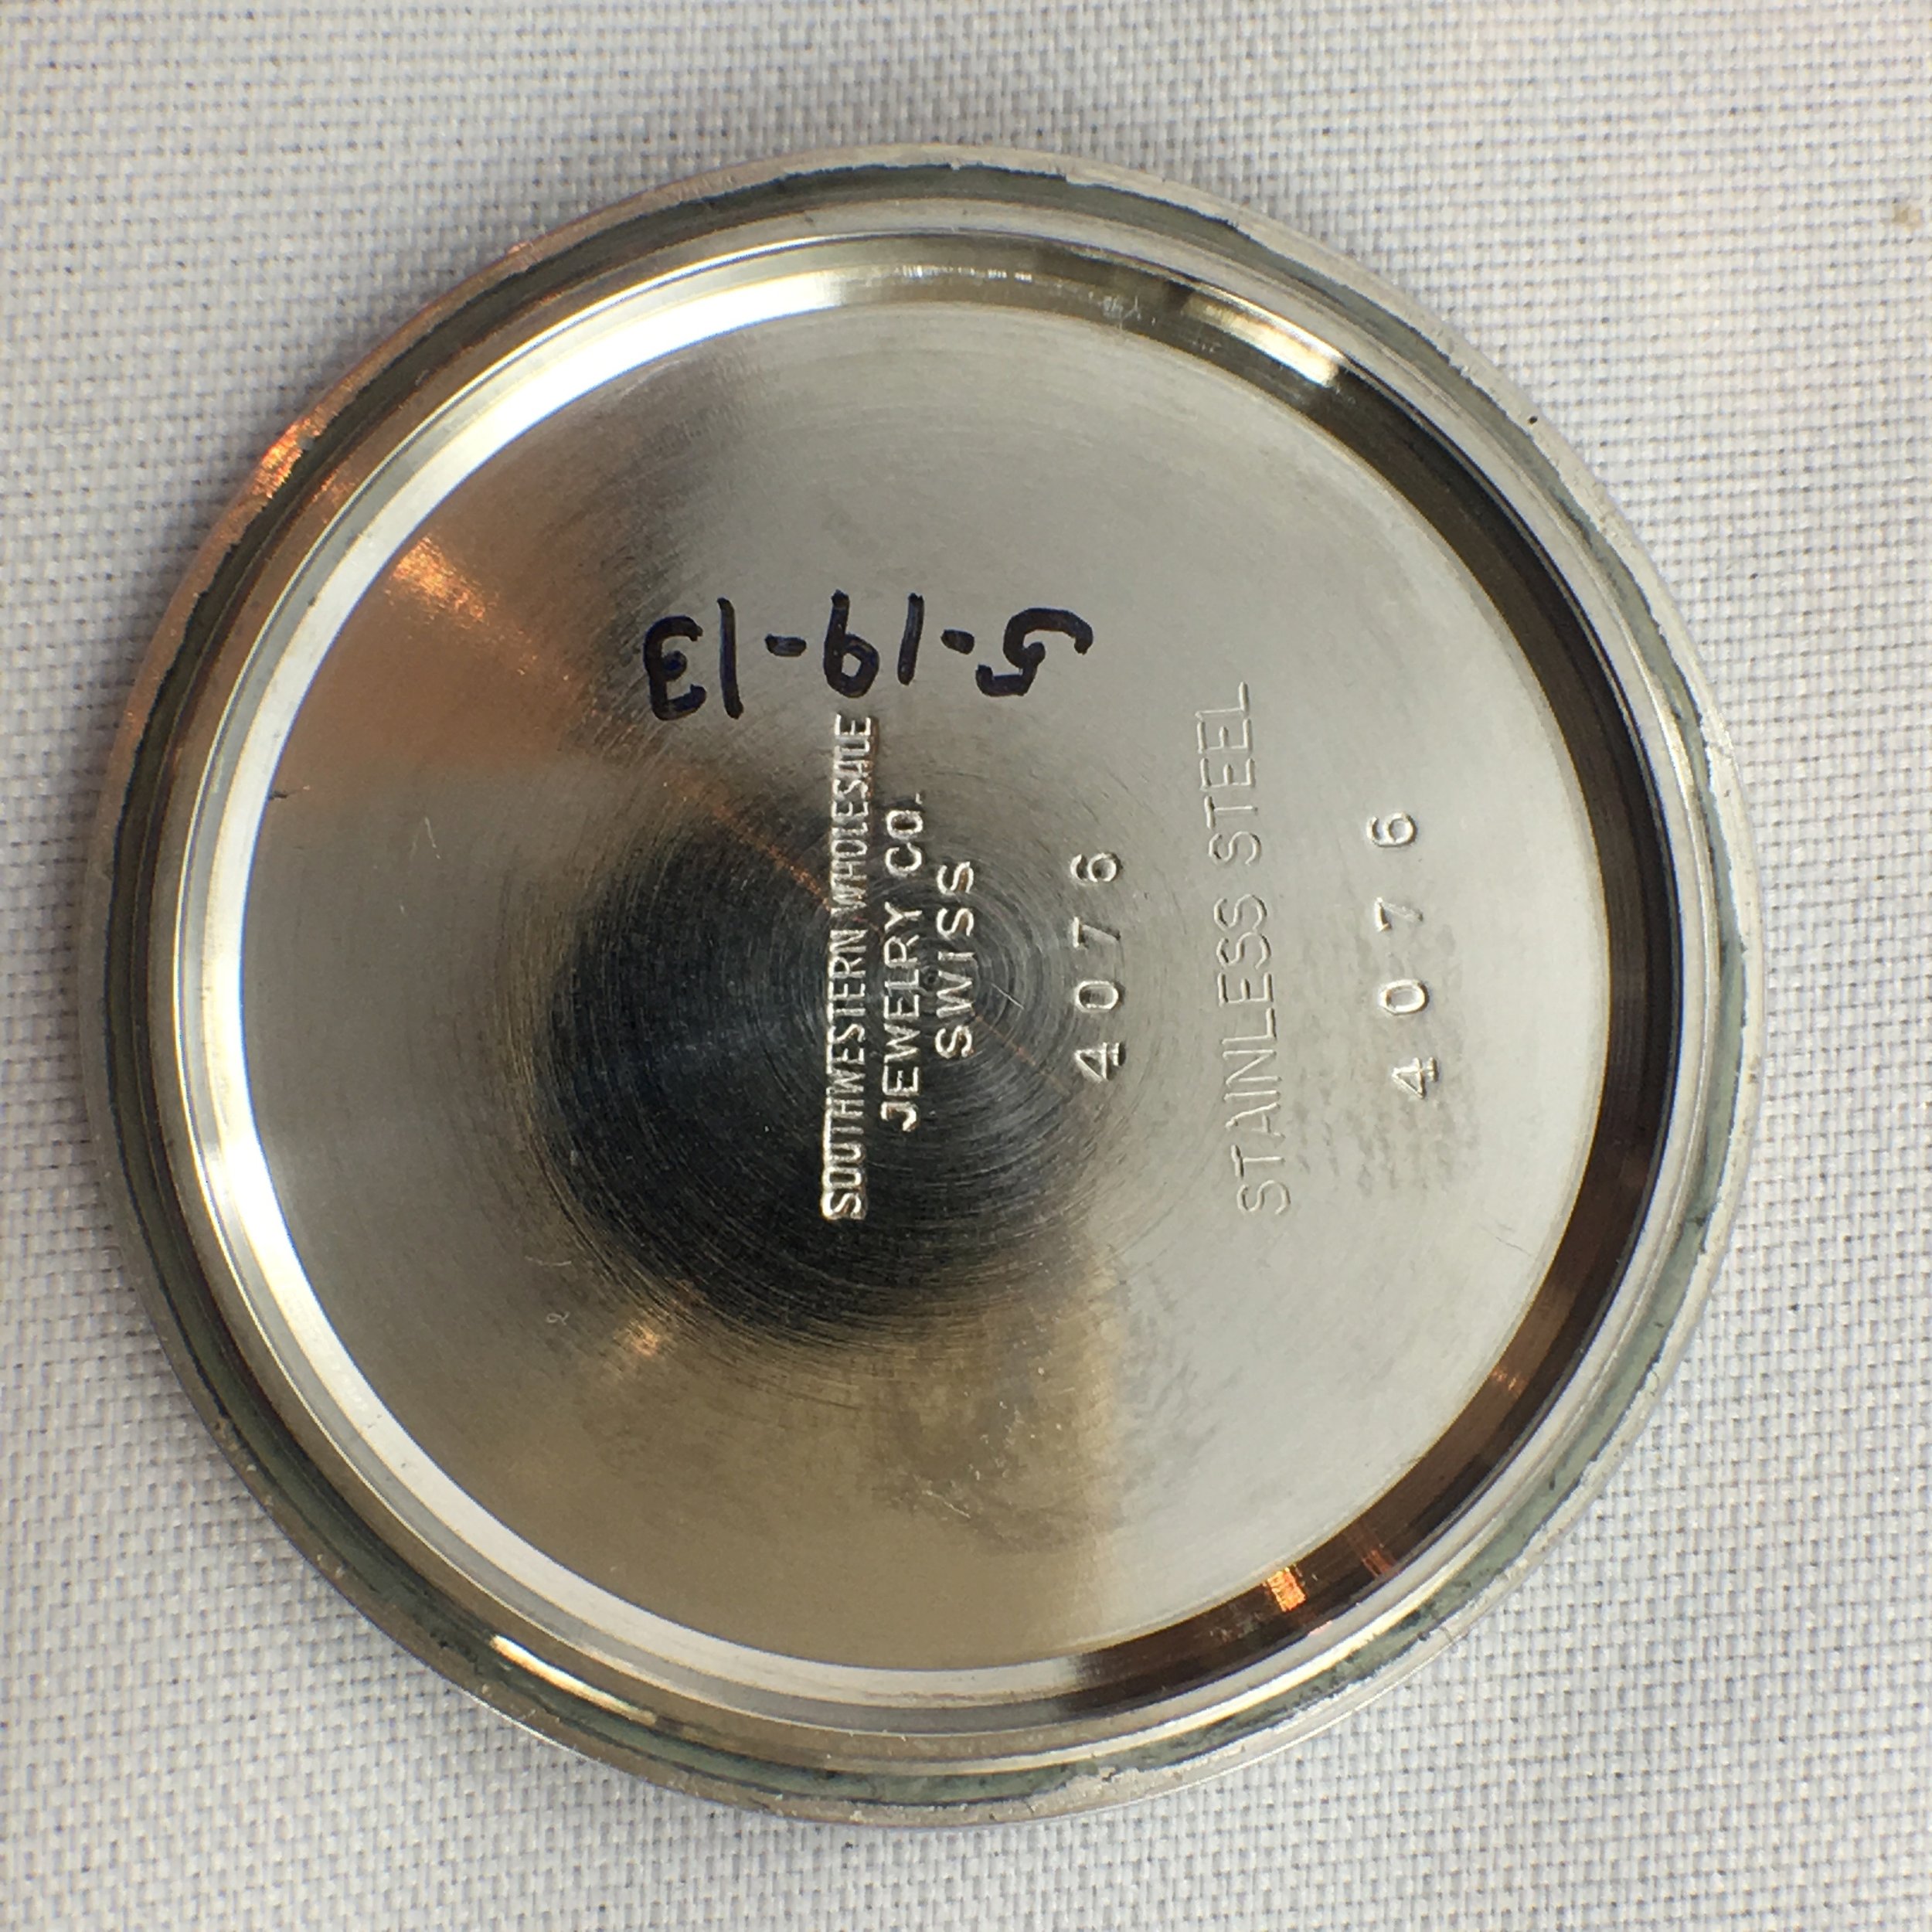 5-19-13
SOUTHWESTERN WHOLESALE
JEWELRY CO.
SWISS
4076
STAINLESS STEEL
4076